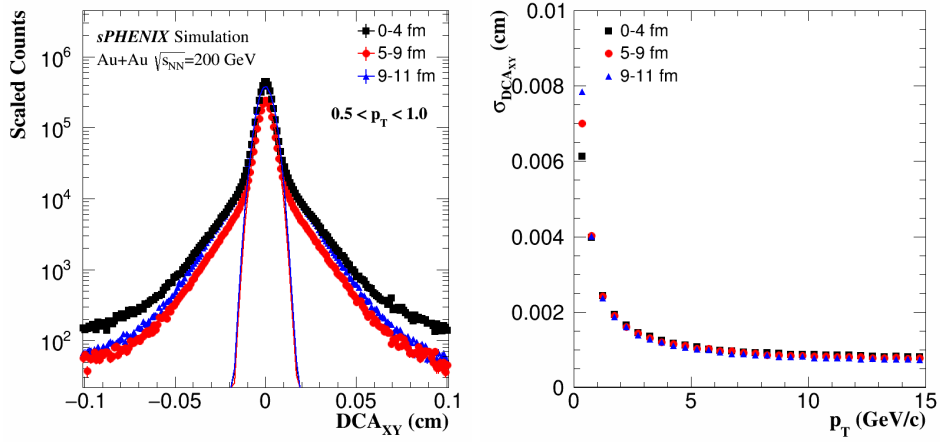 sPHENIX Simulation
Au+Au √sNN=200 GeV
0-4 fm
5-9 fm
9-11 fm
0.5 < pT < 1.0
Scaled Counts
10^6
10^5
10^4
10^3
10^2
−0.1
−0.05
0
0.05
0.1
DCAXY (cm)
σDCAXY (cm)
0.01
0.008
0.006
0.004
0.002
0
0-4 fm
5-9 fm
9-11 fm
0
5
10
15
pT (GeV/c)